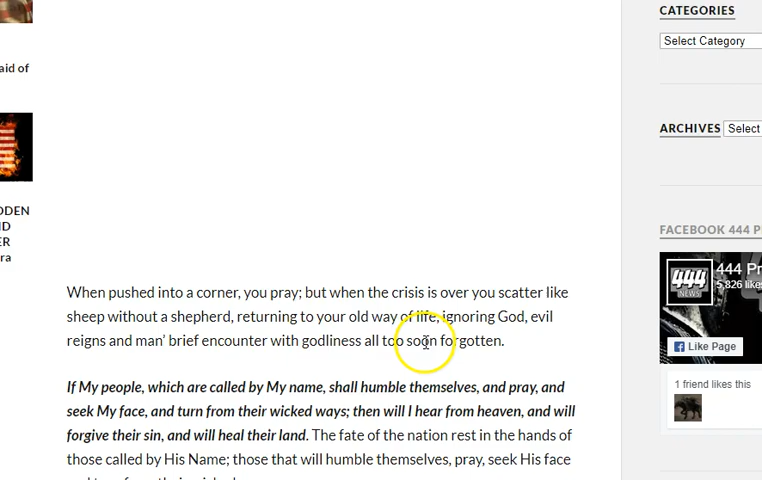 aid of
DDEN
ND
ER
ra
When pushed into a corner, you pray; but when the crisis is over you scatter like
sheep without a shepherd, returning to your old way of life, ignoring God, evil
reigns and man’ brief encounter with godliness all too soon forgotten.
If My people, which are called by My name, shall humble themselves, and pray, and
seek My face, and turn from their wicked ways; then will I hear from heaven, and will
forgive their sin, and will heal their land. The fate of the nation rest in the hands of
those called by His Name; those that will humble themselves, pray, seek His face
CATEGORIES
Select Category
ARCHIVES Select
FACEBOOK 444 P
444 Pr
5,826 likes
444
NEWS
Like Page
1 friend likes this